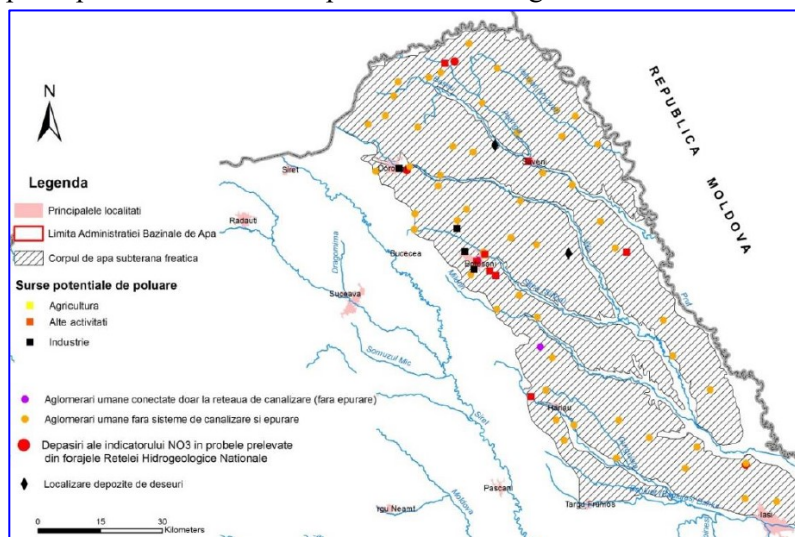 N
REPUBLICA MOLDOVA
Siret
Radauti
Dragomirna
Suceava
Bucecea
Saveni
Prut
Somuzul Mic
Siret
Harlau
Pascani
Moldova
Targu Frumos
Iasi
Legenda
Principalele localitati
Limita Administratiei Bazinale de Apa
Corpul de apa subterana freatica
Surse potentiale de poluare
Agricultura
Alte activitati
Industrie
Aglomerari umane conectate doar la reteaua de canalizare (fara epurare)
Aglomerari umane fara sisteme de canalizare si epurare
Depasiri ale indicatorului NO3 in probele prelevate
din forajele Retelei Hidrogeologice Nationale
Localizare depozite de deseuri
0 15 30
Kilometers